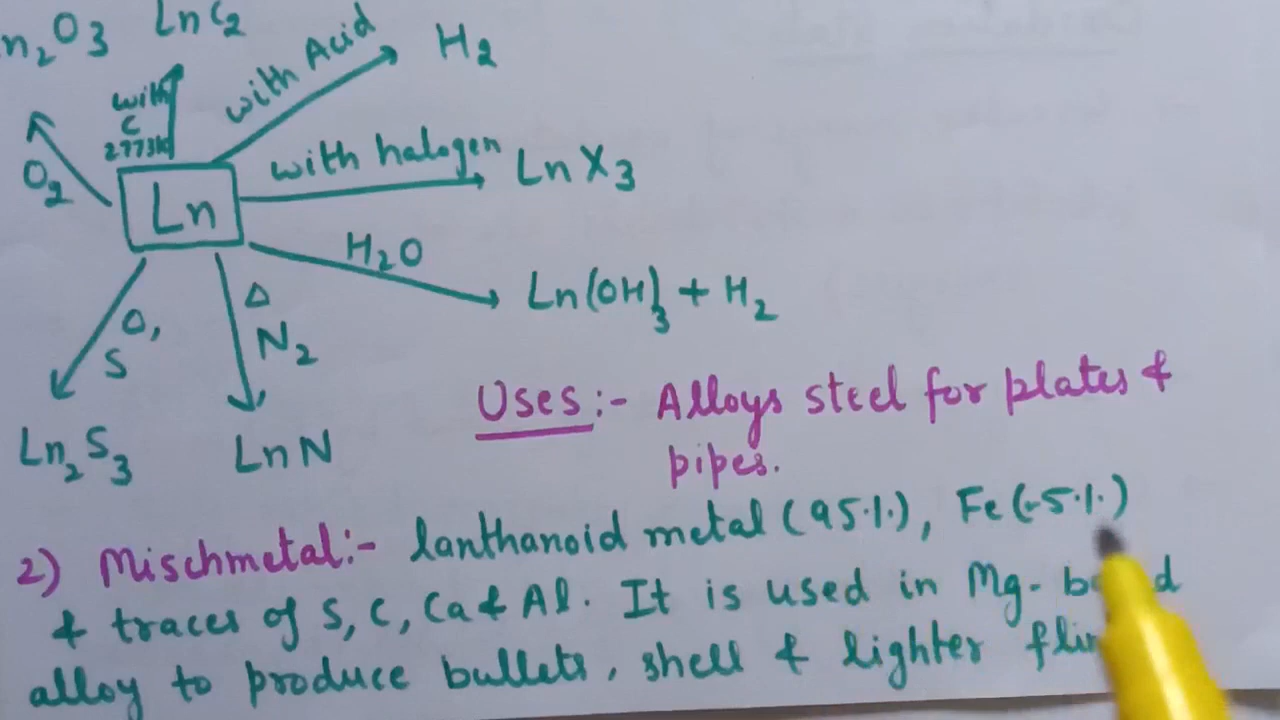 n2O3 LnC2
with Acid H2
with
C
2773k
O2
with halogen LnX3
Ln
H2O Ln(OH)3 + H2
Δ, S
Δ
N2
Ln2S3 LnN
Uses:- Alloys steel for plates &
pipes.
2) Mischmetal:- lanthanoid metal (95%), Fe (~5%)
& traces of S, C, Ca & Al. It is used in Mg-
alloy to produce bullets, shell & lighter